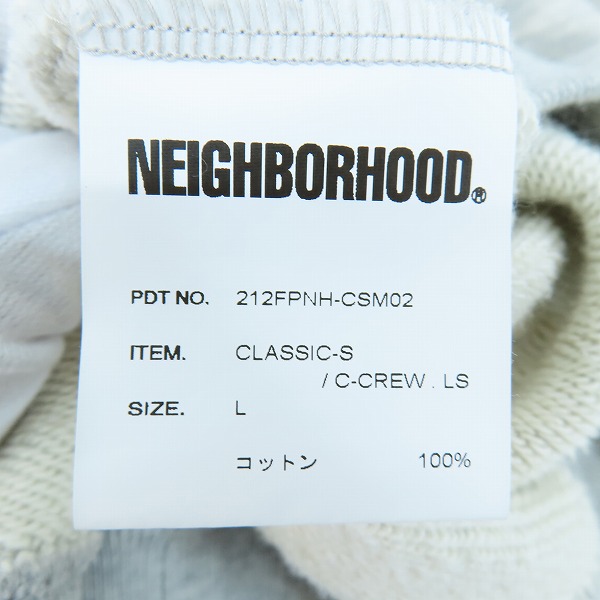 NEIGHBORHOOD.®
PDT NO. 212FPNH-CSM02
ITEM. CLASSIC-S
/ C-CREW . LS
SIZE. L
コットン 100%